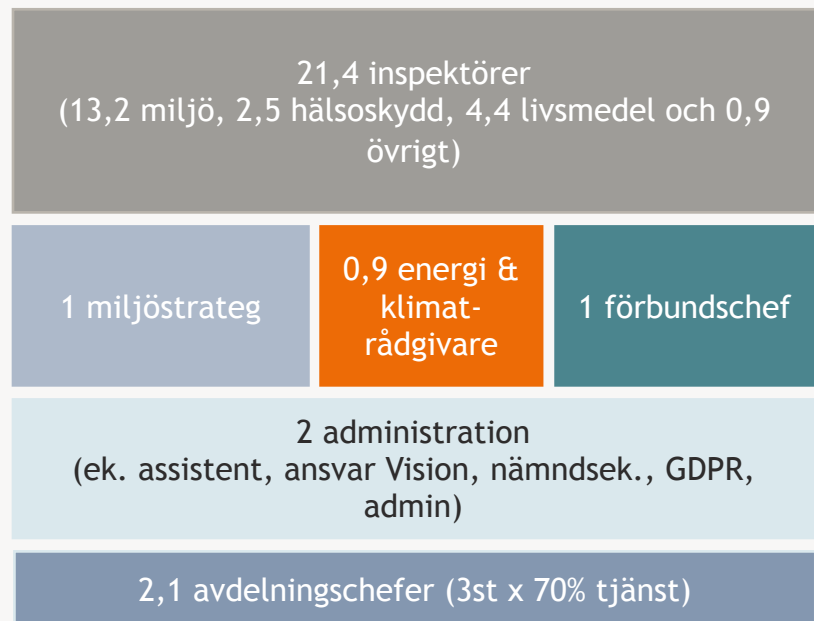 21,4 inspektörer
(13,2 miljö, 2,5 hälsoskydd, 4,4 livsmedel och 0,9
övrigt)
1 miljöstrateg
0,9 energi &
klimat-
rådgivare
1 förbundschef
2 administration
(ek. assistent, ansvar Vision, nämndsek., GDPR,
admin)
2,1 avdelningschefer (3st x 70% tjänst)